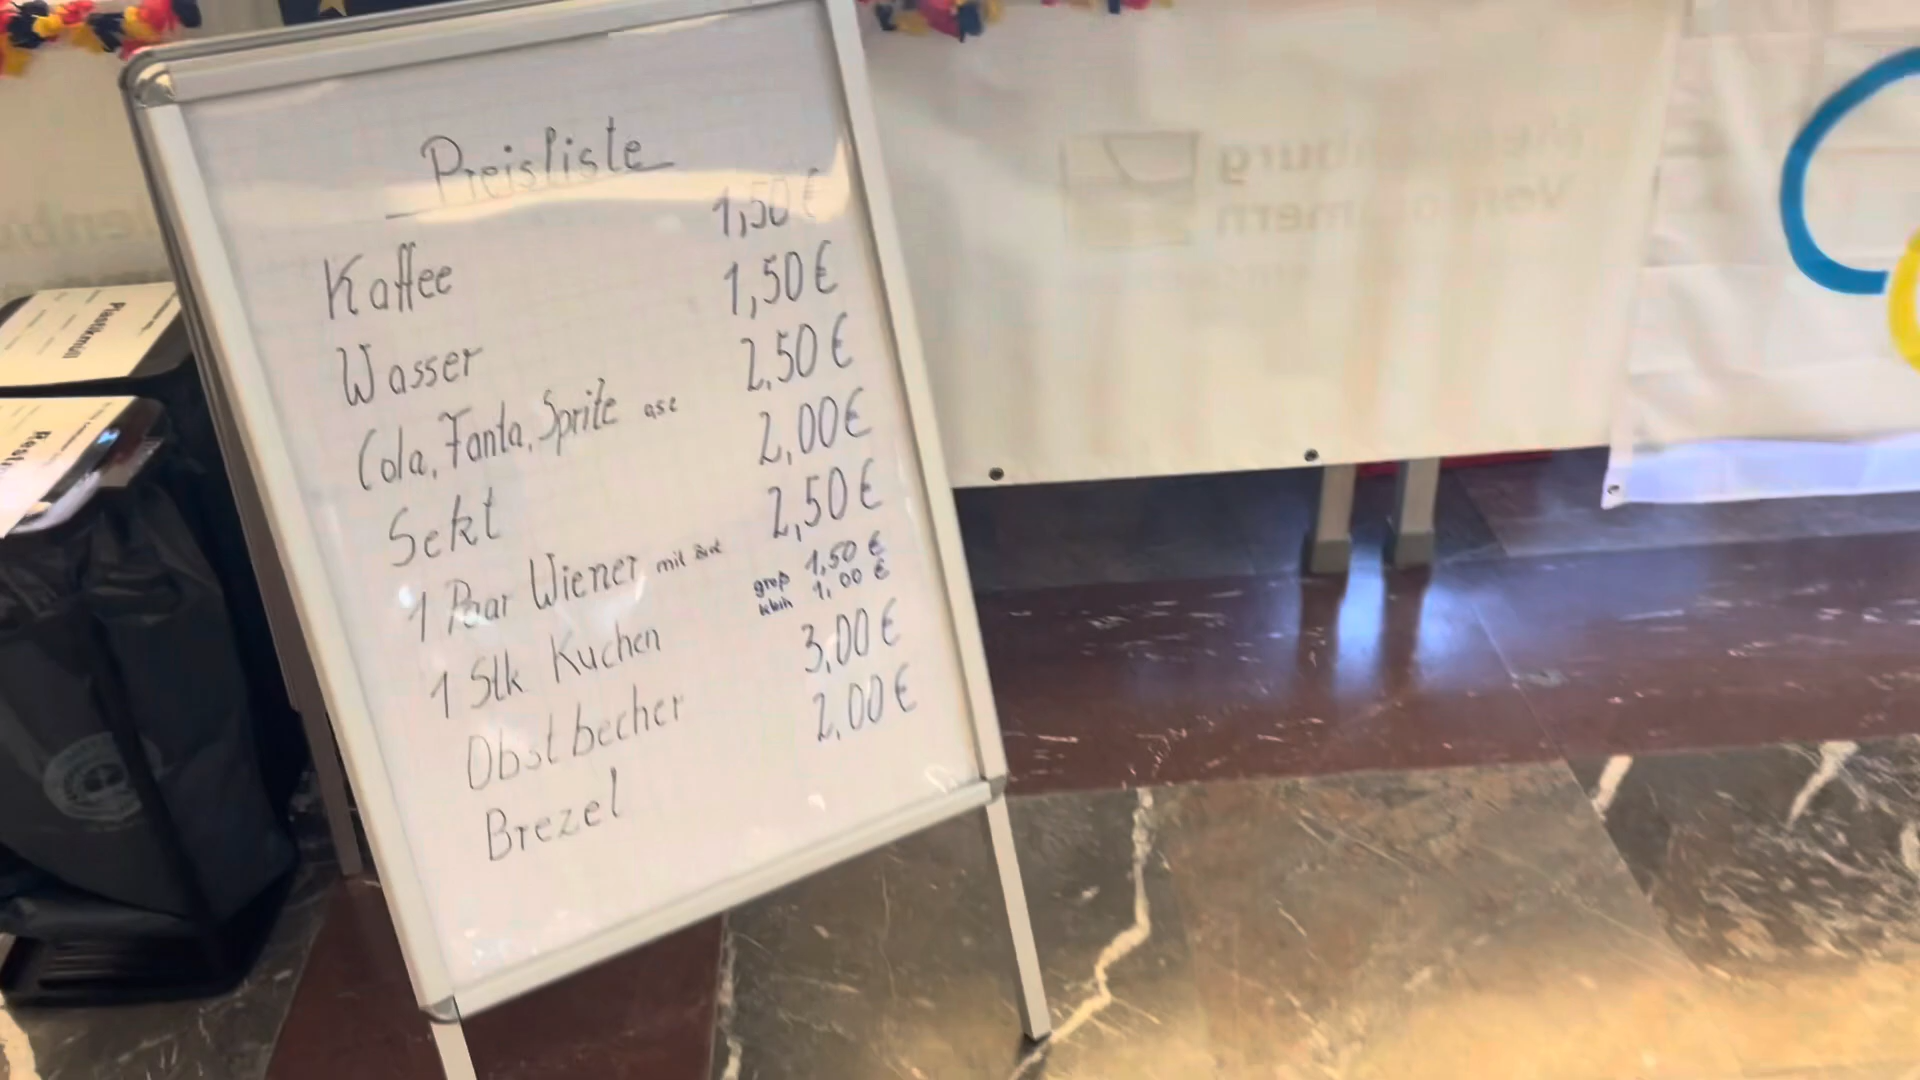 Preisliste
Kaffee 1,50 €
Wasser 1,50 €
Cola, Fanta, Sprite 2,50 €
Sekt 2,00 €
1 Paar Wiener mit Brot 2,50 €
1 Stk Kuchen groß 1,50 €
klein 1,00 €
Obstbecher 3,00 €
Brezel 2,00 €
Plastikmüll